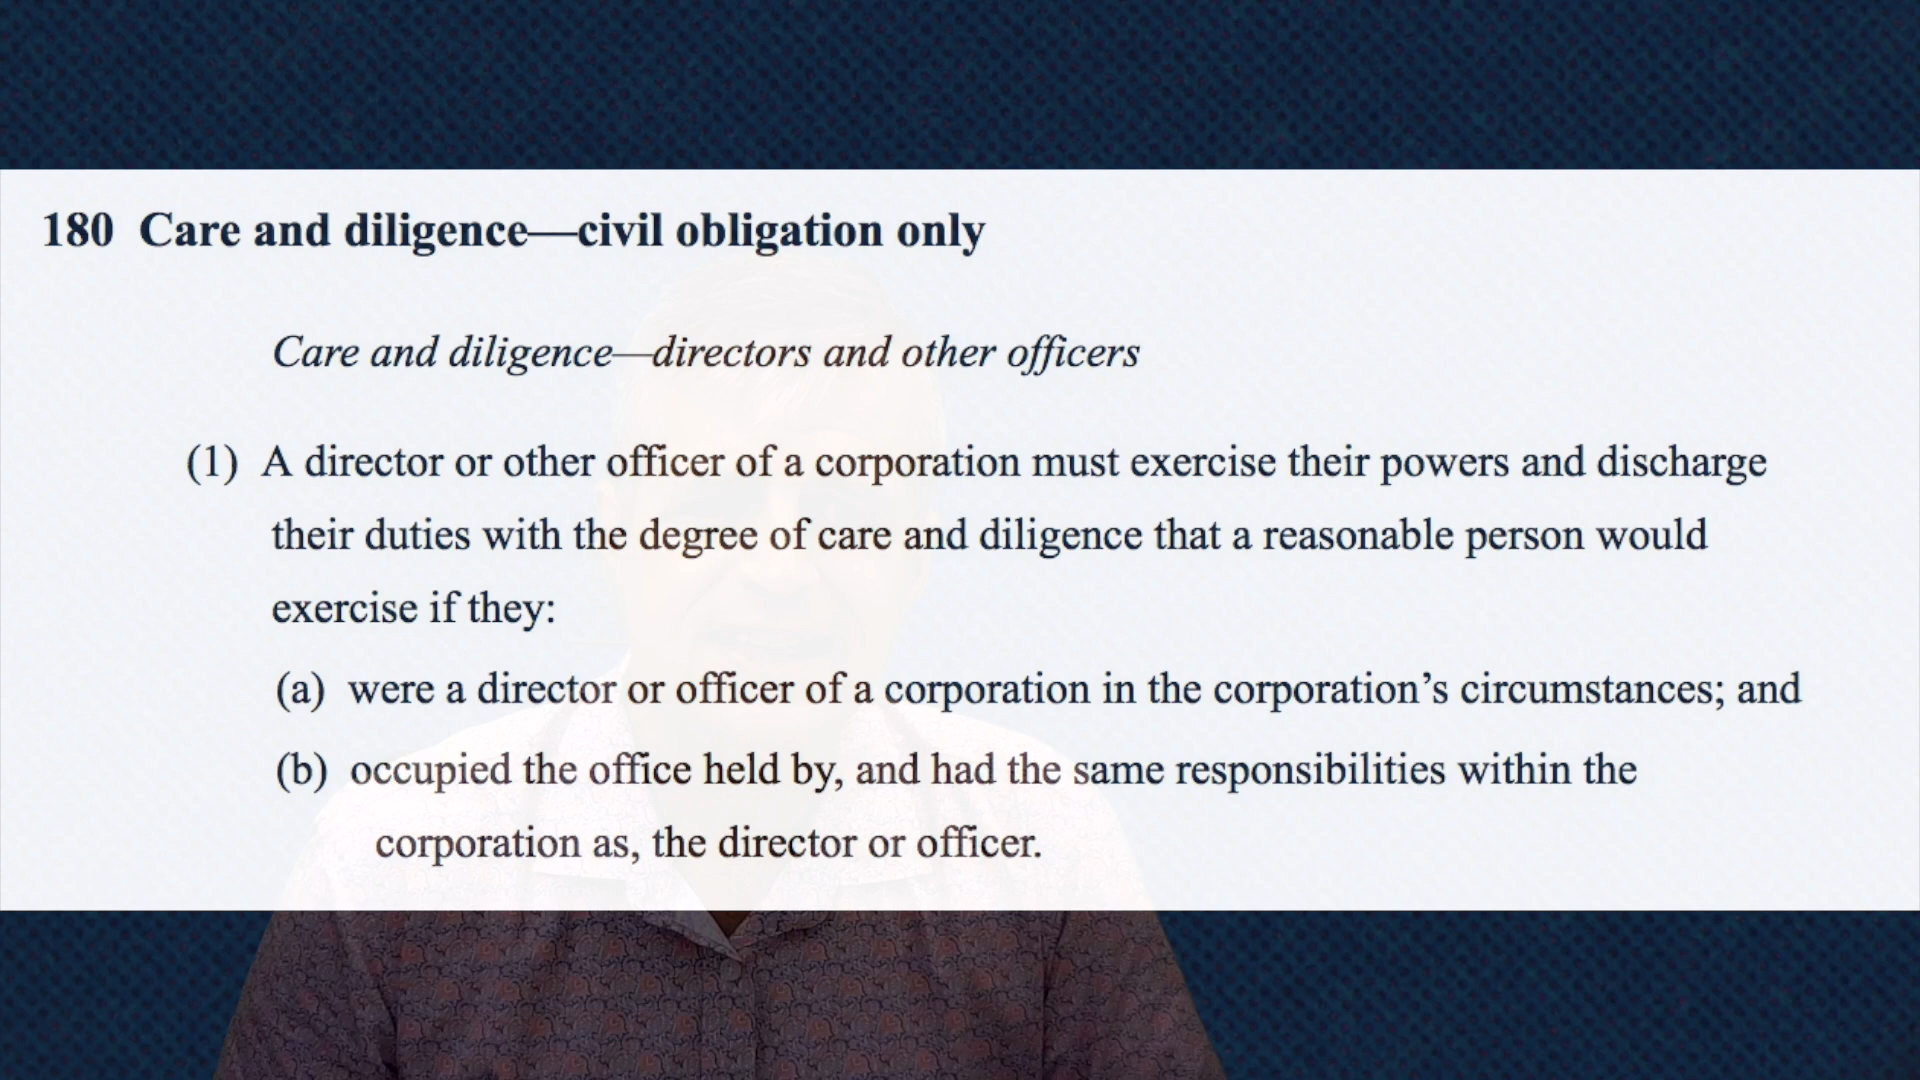 180 Care and diligence—civil obligation only
Care and diligence—directors and other officers
(1) A director or other officer of a corporation must exercise their powers and discharge
their duties with the degree of care and diligence that a reasonable person would
exercise if they:
(a) were a director or officer of a corporation in the corporation’s circumstances; and
(b) occupied the office held by, and had the same responsibilities within the
corporation as, the director or officer.